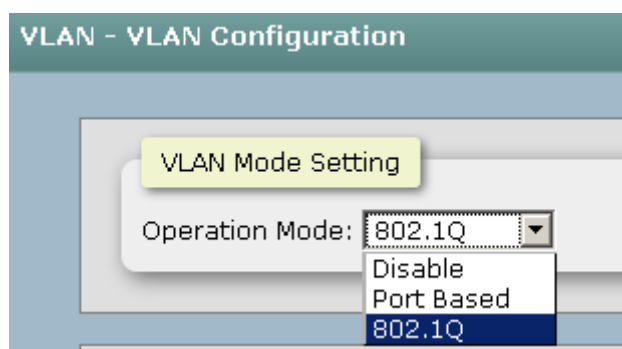 VLAN - VLAN Configuration
VLAN Mode Setting
Operation Mode: 802.1Q
Disable
Port Based
802.1Q